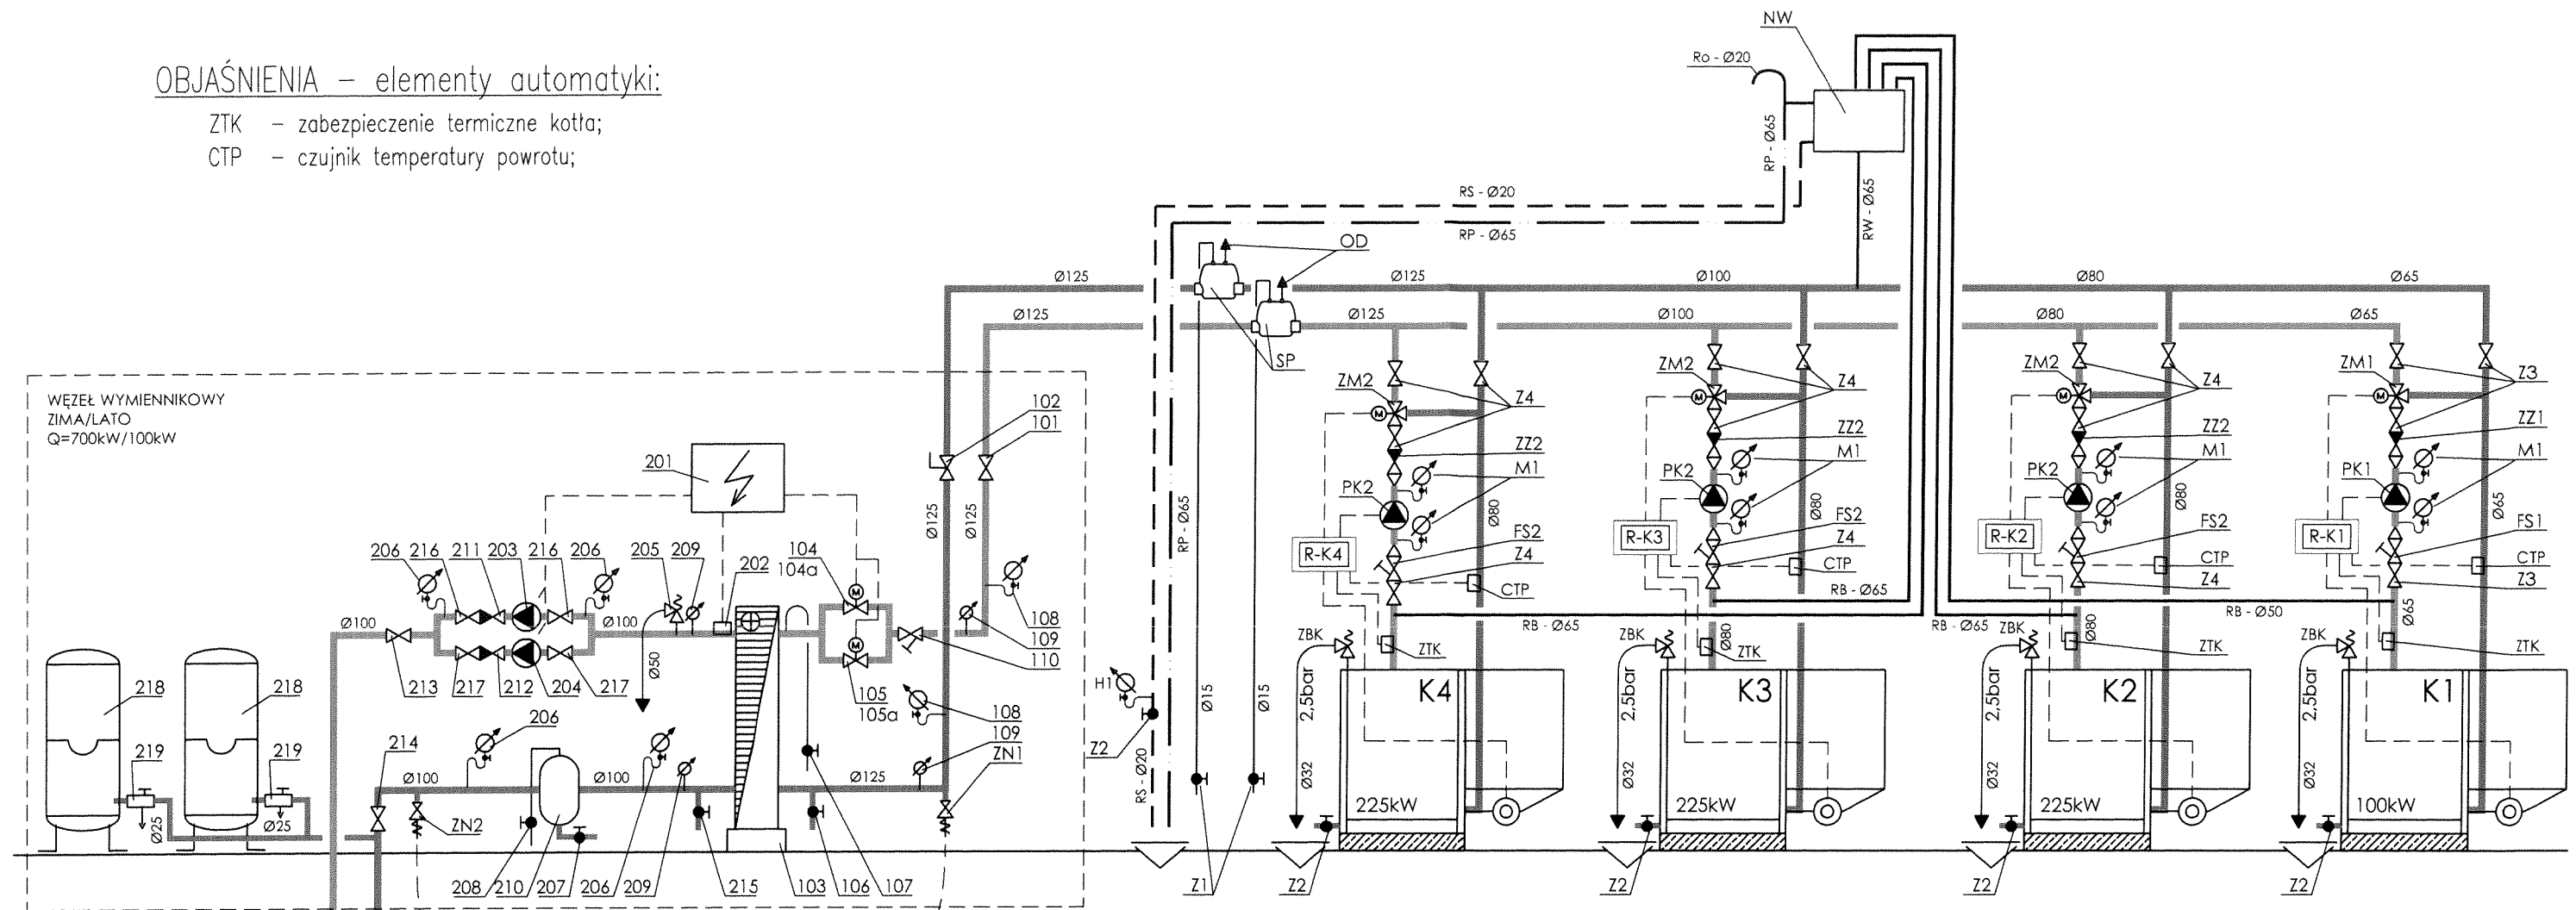 OBJAŚNIENIA – elementy automatyki:
ZTK – zabezpieczenie termiczne kotła;
CTP – czujnik temperatury powrotu;
NW
Ro - Ø20
RP - Ø65
RW - Ø65
RS - Ø20
RP - Ø65
OD
SP
Ø125
Ø125
Ø100
Ø80
Ø65
Ø125
Ø125
Ø100
Ø80
Ø65
WĘZEŁ WYMIENNIKOWY
ZIMA/LATO
Q=700kW/100kW
102
101
201
Ø125
Ø125
206
216
211
203
216
206
205
209
202
104
104a
108
109
110
Ø100
Ø100
Ø50
213
217
212
204
217
105
105a
108
109
ZN1
218
218
219
219
214
206
Ø100
Ø100
Ø125
Ø25
Ø25
ZN2
208
210
207
206
209
215
103
106
107
H1
Z2
RS - Ø20
RP - Ø65
Ø15
Ø15
Z1
ZM2
Z4
ZZ2
M1
PK2
Ø80
R-K4
FS2
Z4
CTP
RB - Ø65
ZBK
ZTK
2,5bar
Ø32
K4
225kW
Z2
ZM2
Z4
ZZ2
M1
PK2
Ø80
R-K3
FS2
Z4
CTP
RB - Ø65
ZBK
Ø80
ZTK
2,5bar
Ø32
K3
225kW
Z2
ZM2
Z4
ZZ2
M1
PK2
Ø80
R-K2
FS2
CTP
Z4
RB - Ø65
ZBK
Ø80
ZTK
2,5bar
Ø32
K2
225kW
Z2
ZM1
Z3
ZZ1
M1
PK1
Ø65
R-K1
FS1
CTP
Z3
RB - Ø50
Ø65
ZBK
ZTK
2,5bar
Ø32
K1
100kW
Z2
M
M
M
M
M
M